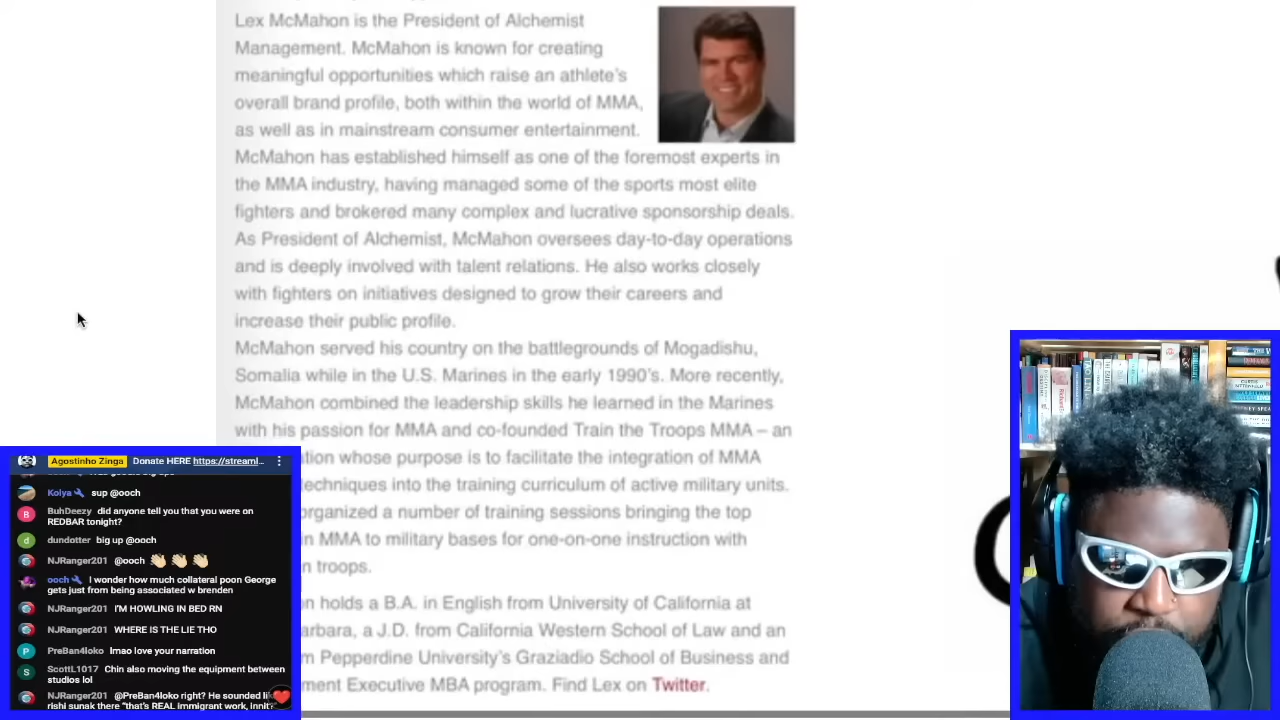 Lex McMahon is the President of Alchemist
Management. McMahon is known for creating
meaningful opportunities which raise an athlete's
overall brand profile, both within the world of MMA,
as well as in mainstream consumer entertainment.
McMahon has established himself as one of the foremost experts in
the MMA industry, having managed some of the sports most elite
fighters and brokered many complex and lucrative sponsorship deals.
As President of Alchemist, McMahon oversees day-to-day operations
and is deeply involved with talent relations. He also works closely
with fighters on initiatives designed to grow their careers and
increase their public profile.
McMahon served his country on the battlegrounds of Mogadishu,
Somalia while in the U.S. Marines in the early 1990's. More recently,
McMahon combined the leadership skills he learned in the Marines
with his passion for MMA and co-founded Train the Troops MMA – an
tion whose purpose is to facilitate the integration of MMA
techniques into the training curriculum of active military units.
organized a number of training sessions bringing the top
in MMA to military bases for one-on-one instruction with
n troops.
n holds a B.A. in English from University of California at
arbara, a J.D. from California Western School of Law and an
m Pepperdine University's Graziadio School of Business and
ment Executive MBA program. Find Lex on Twitter.
Agostinho Zinga Donate HERE https://streaml...
Kolya sup @ooch
BuhDeezy did anyone tell you that you were on
REDBAR tonight?
dundotter big up @ooch
NJRanger201 @ooch 👏🏻 👏🏻 👏🏻
ooch I wonder how much collateral poon George
gets just from being associated w brenden
NJRanger201 I'M HOWLING IN BED RN
NJRanger201 WHERE IS THE LIE THO
PreBan4loko lmao love your narration
ScottL1017 Chin also moving the equipment between
studios lol
NJRanger201 @PreBan4loko right? He sounded li
rishi sunak there "that's REAL immigrant work, innit?"